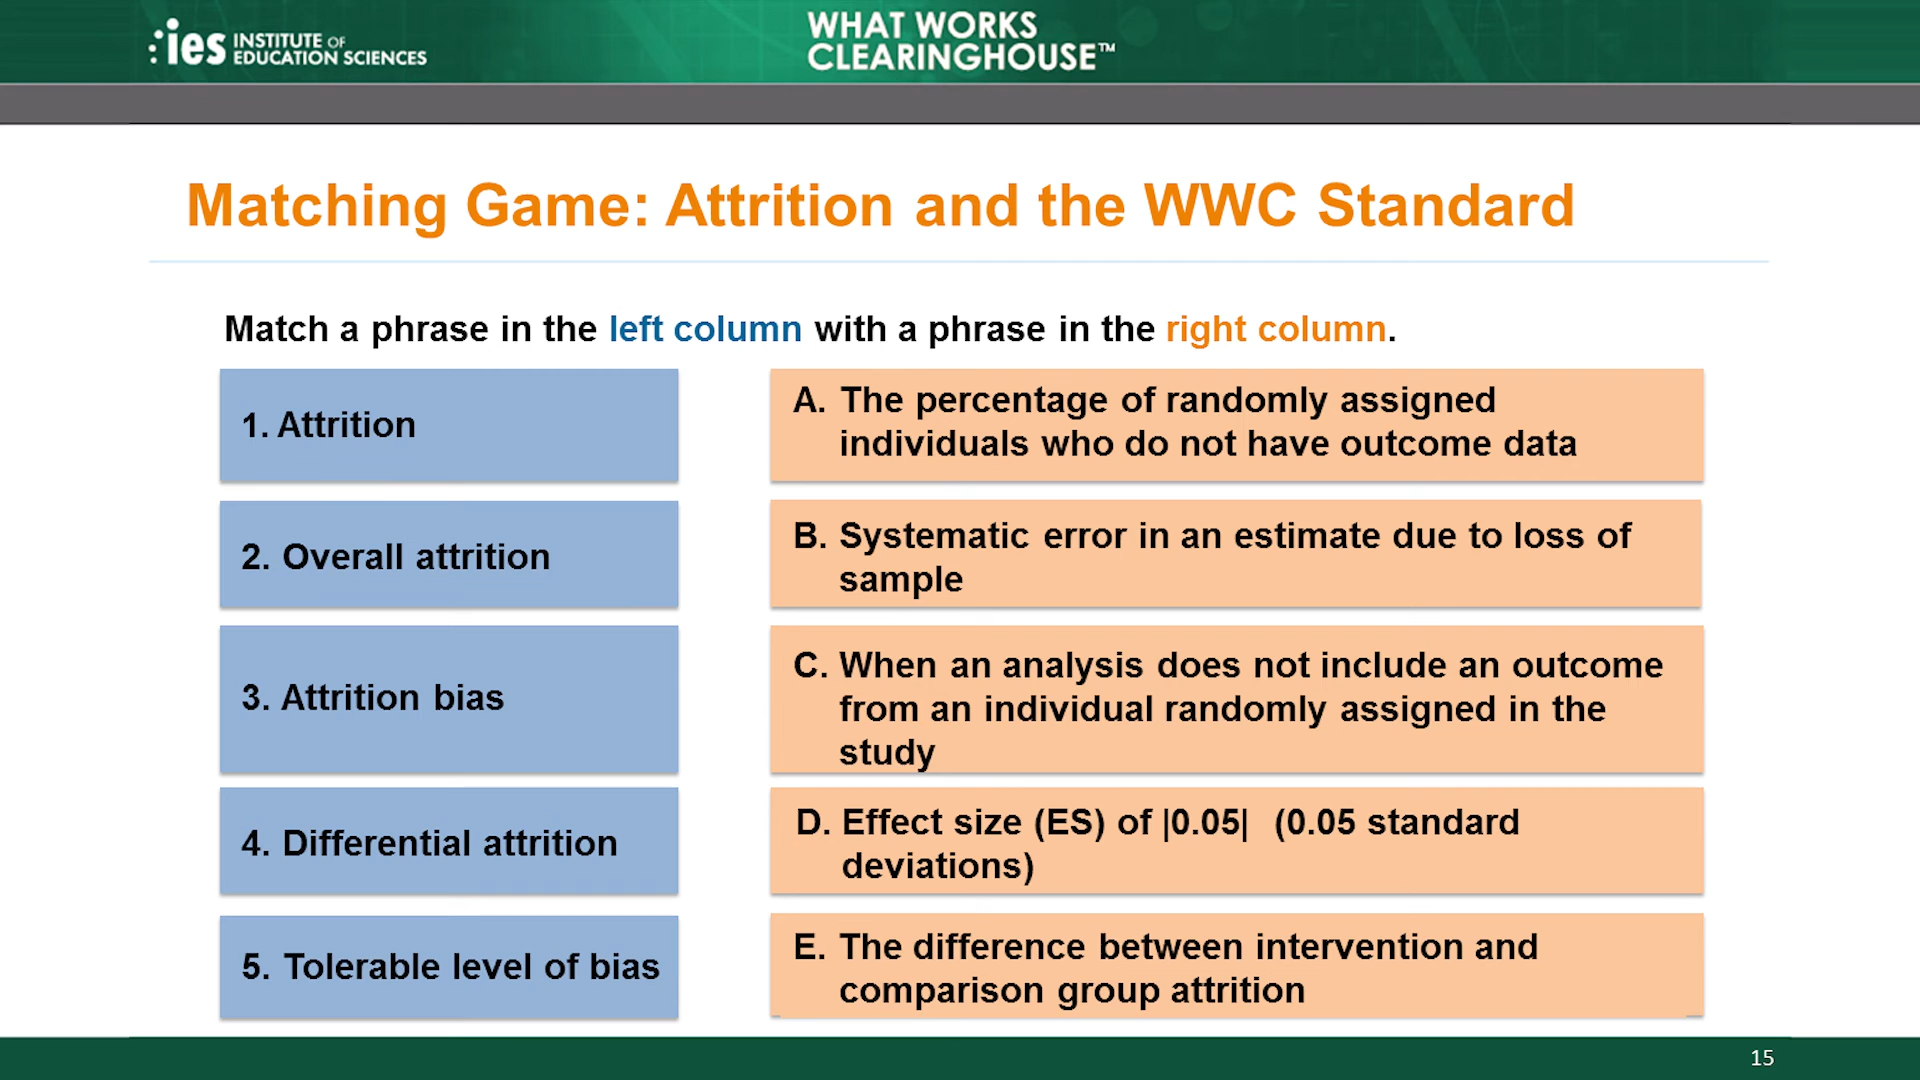 ies INSTITUTE OF
EDUCATION SCIENCES
WHAT WORKS
CLEARINGHOUSE™
Matching Game: Attrition and the WWC Standard
Match a phrase in the left column with a phrase in the right column.
1. Attrition
A. The percentage of randomly assigned
individuals who do not have outcome data
2. Overall attrition
B. Systematic error in an estimate due to loss of
sample
3. Attrition bias
C. When an analysis does not include an outcome
from an individual randomly assigned in the
study
4. Differential attrition
D. Effect size (ES) of |0.05| (0.05 standard
deviations)
5. Tolerable level of bias
E. The difference between intervention and
comparison group attrition
15